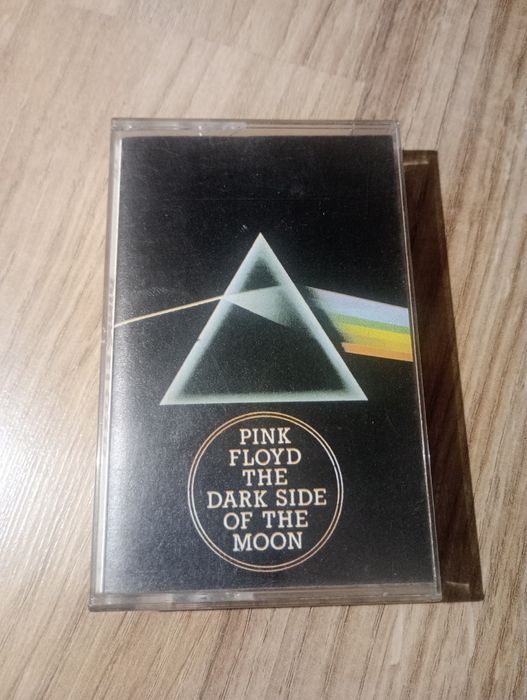 PINK
FLOYD
THE
DARK SIDE
OF THE
MOON